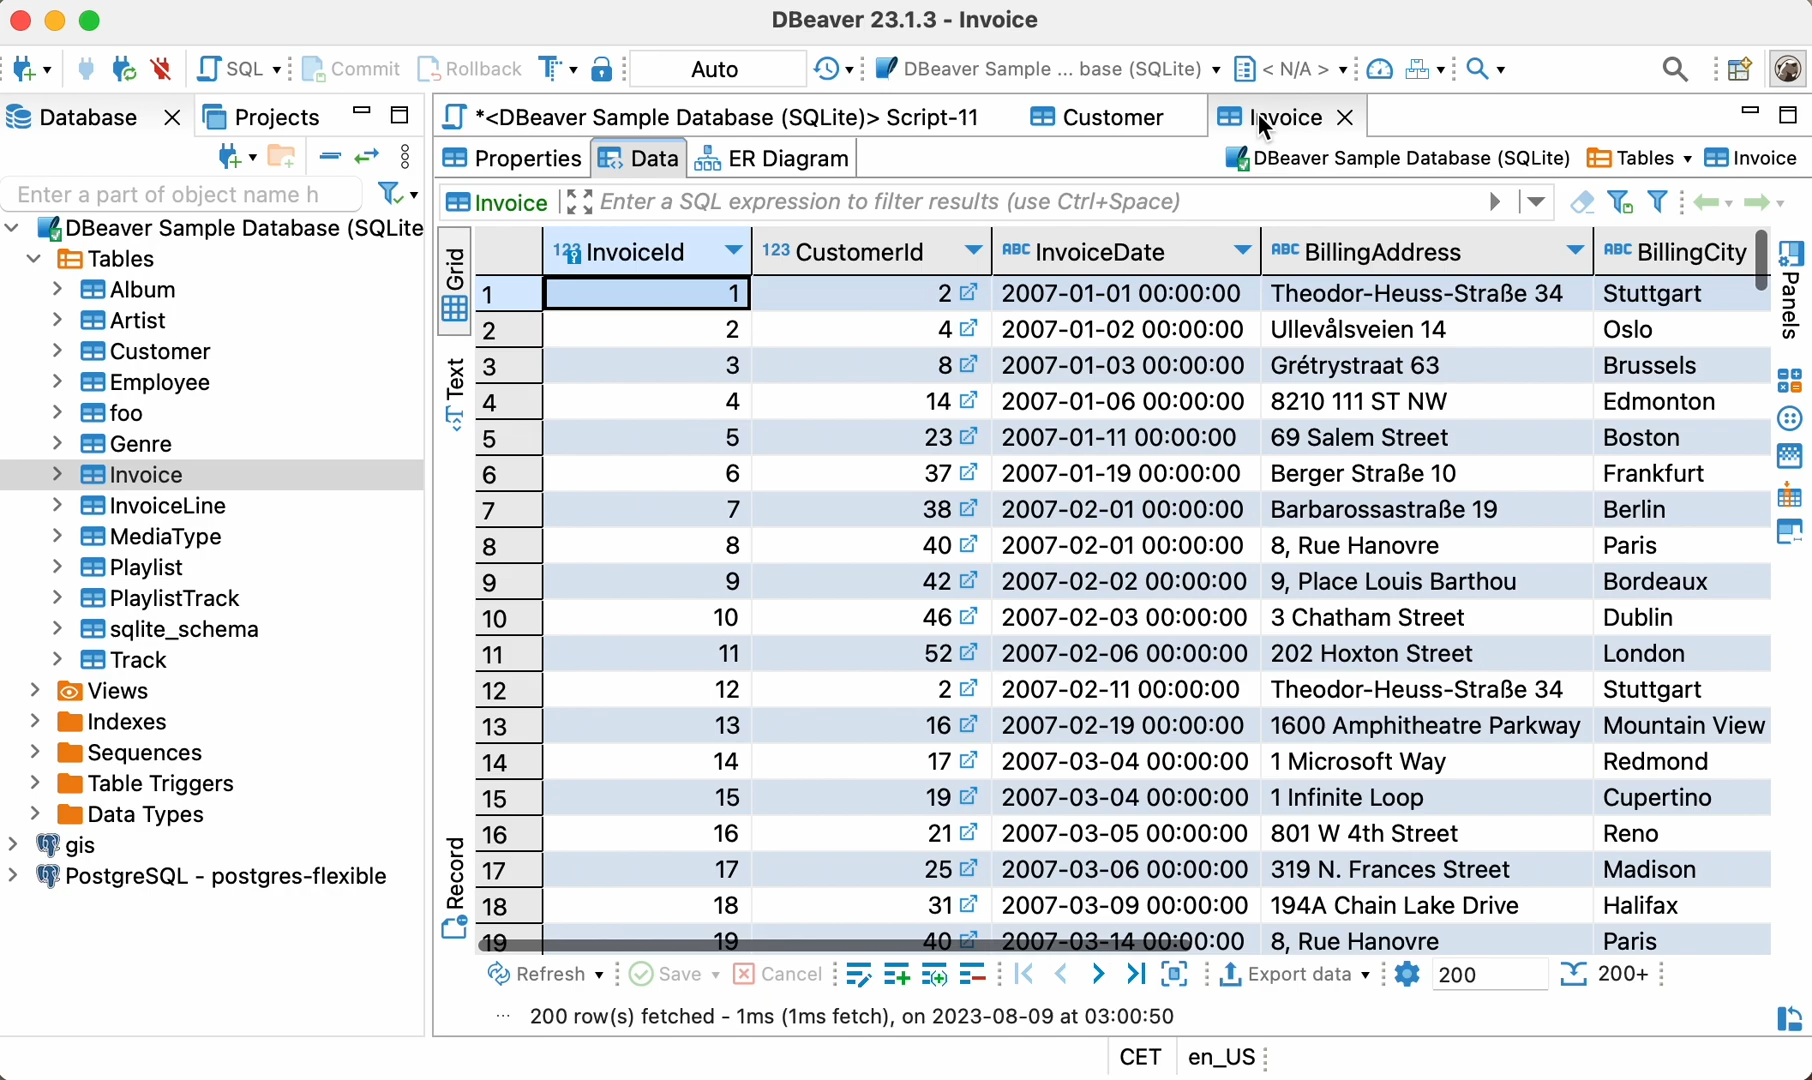 DBeaver 23.1.3 - Invoice
SQL Commit Rollback Auto DBeaver Sample ... base (SQLite) < N/A >
Database Projects *<DBeaver Sample Database (SQLite)> Script-11 Customer Invoice
Properties Data ER Diagram DBeaver Sample Database (SQLite) Tables Invoice
Enter a part of object name h
Invoice Enter a SQL expression to filter results (use Ctrl+Space)
DBeaver Sample Database (SQLite
Tables
Album
Artist
Customer
Employee
foo
Genre
Invoice
InvoiceLine
MediaType
Playlist
PlaylistTrack
sqlite_schema
Track
Views
Indexes
Sequences
Table Triggers
Data Types
gis
PostgreSQL - postgres-flexible
Grid
Text
Record
123 InvoiceId 123 CustomerId ABC InvoiceDate ABC BillingAddress ABC BillingCity
1 1 2 2007-01-01 00:00:00 Theodor-Heuss-Straße 34 Stuttgart
2 2 4 2007-01-02 00:00:00 Ullevålsveien 14 Oslo
3 3 8 2007-01-03 00:00:00 Grétrystraat 63 Brussels
4 4 14 2007-01-06 00:00:00 8210 111 ST NW Edmonton
5 5 23 2007-01-11 00:00:00 69 Salem Street Boston
6 6 37 2007-01-19 00:00:00 Berger Straße 10 Frankfurt
7 7 38 2007-02-01 00:00:00 Barbarossastraße 19 Berlin
8 8 40 2007-02-01 00:00:00 8, Rue Hanovre Paris
9 9 42 2007-02-02 00:00:00 9, Place Louis Barthou Bordeaux
10 10 46 2007-02-03 00:00:00 3 Chatham Street Dublin
11 11 52 2007-02-06 00:00:00 202 Hoxton Street London
12 12 2 2007-02-11 00:00:00 Theodor-Heuss-Straße 34 Stuttgart
13 13 16 2007-02-19 00:00:00 1600 Amphitheatre Parkway Mountain View
14 14 17 2007-03-04 00:00:00 1 Microsoft Way Redmond
15 15 19 2007-03-04 00:00:00 1 Infinite Loop Cupertino
16 16 21 2007-03-05 00:00:00 801 W 4th Street Reno
17 17 25 2007-03-06 00:00:00 319 N. Frances Street Madison
18 18 31 2007-03-09 00:00:00 194A Chain Lake Drive Halifax
19 19 40 2007-03-14 00:00:00 8, Rue Hanovre Paris
Panels
Refresh Save Cancel Export data 200 200+
... 200 row(s) fetched - 1ms (1ms fetch), on 2023-08-09 at 03:00:50
CET en_US